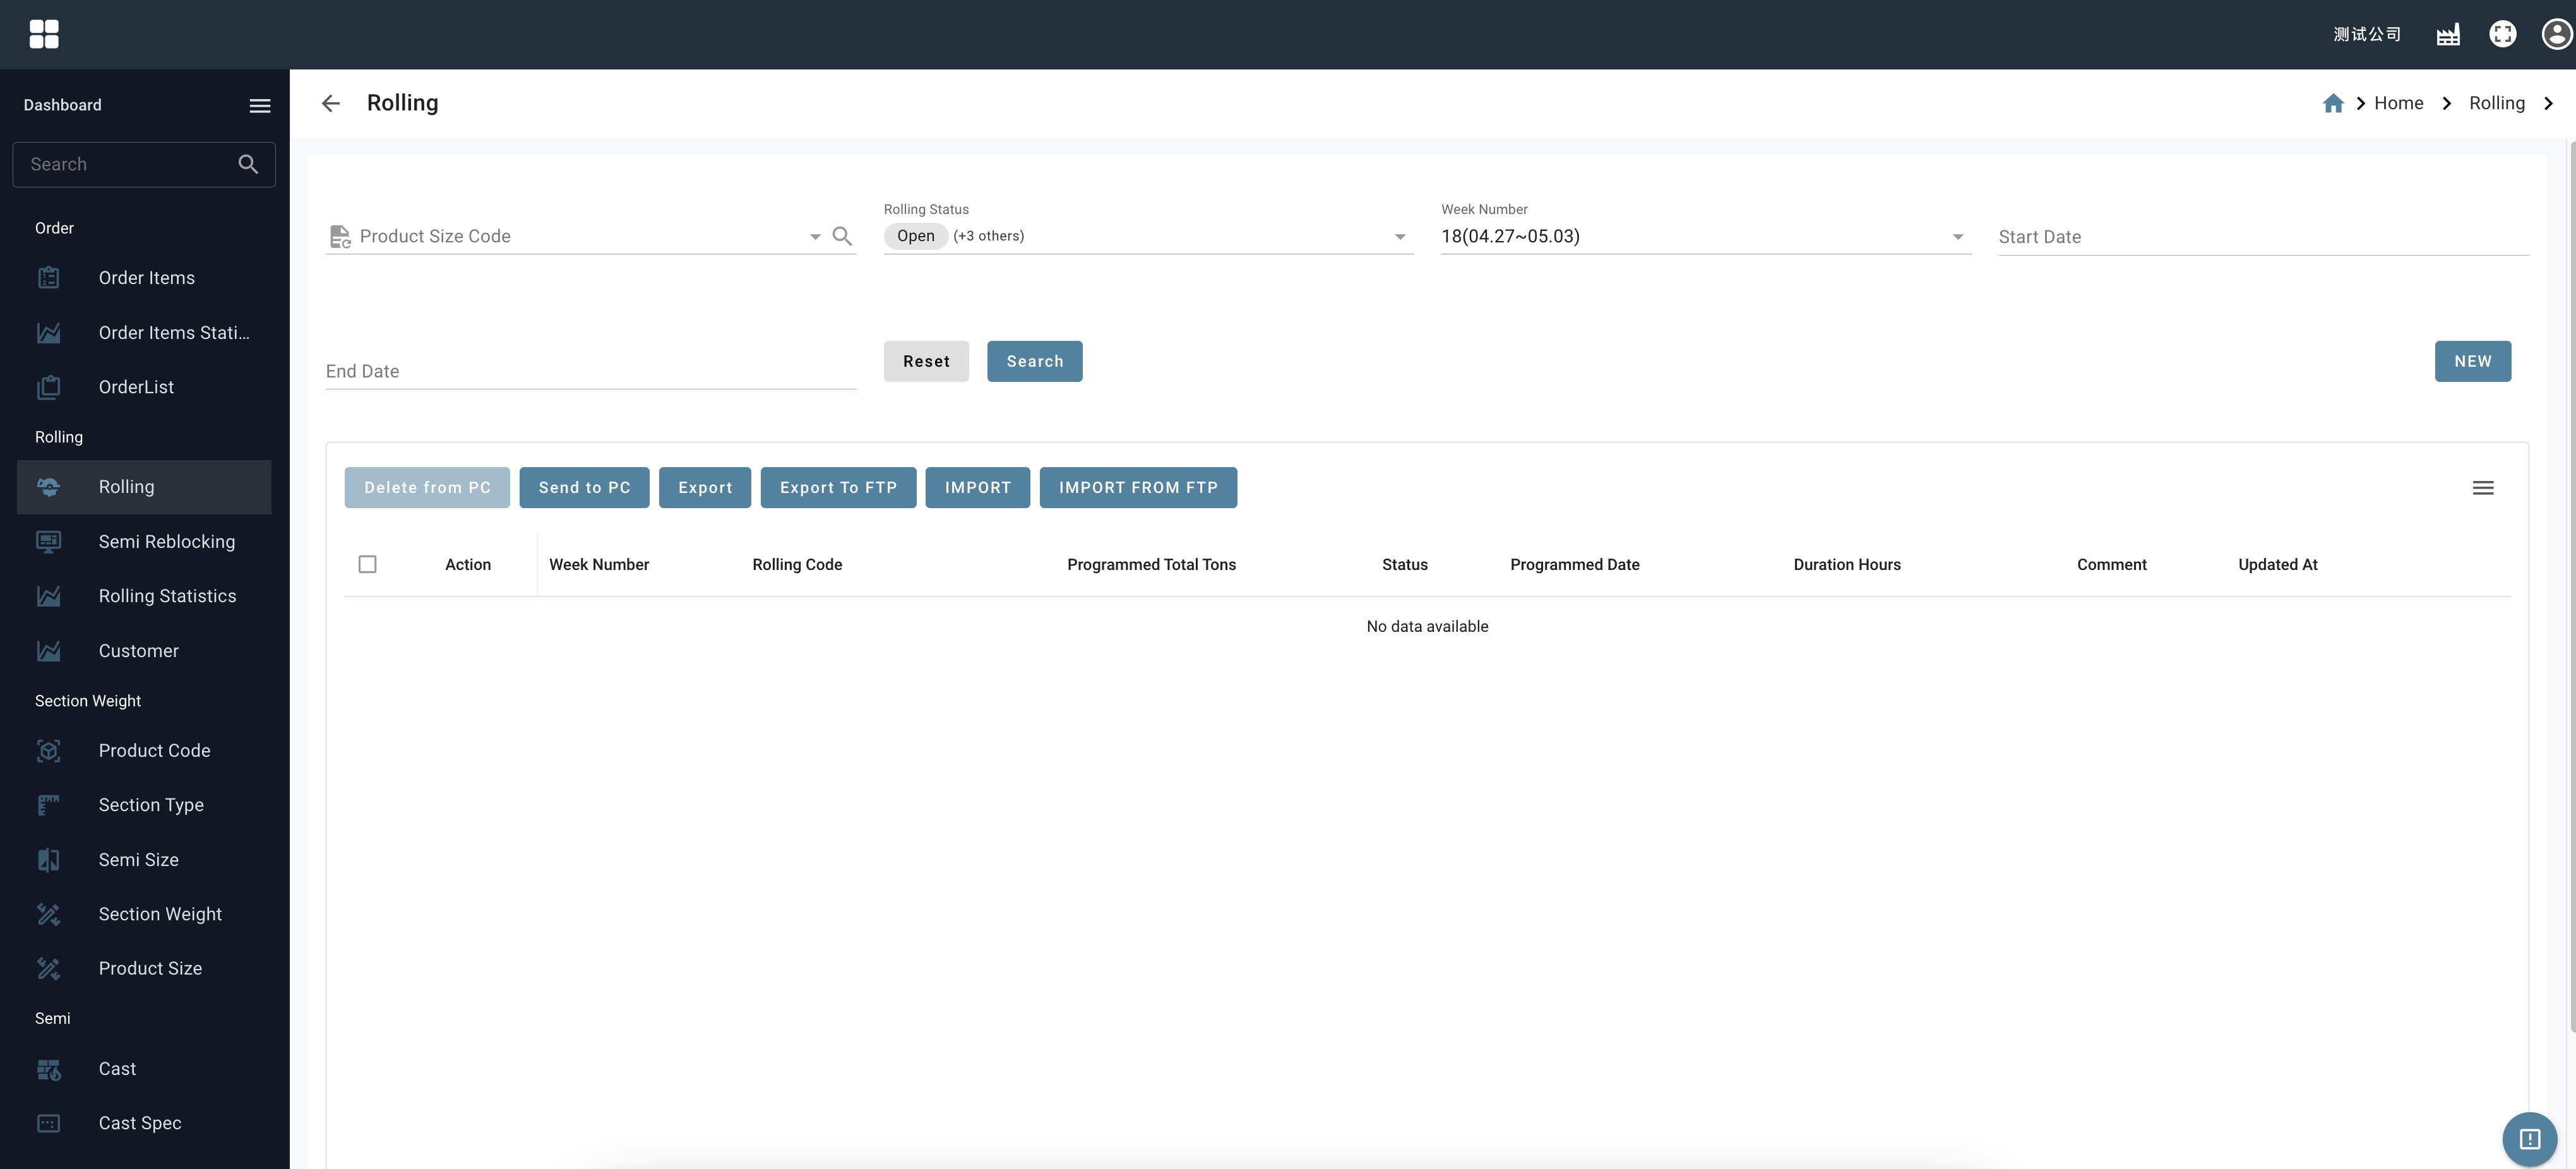 测试公司
Dashboard
Search
Order
Order Items
Order Items Stati...
OrderList
Rolling
Rolling
Semi Reblocking
Rolling Statistics
Customer
Section Weight
Product Code
Section Type
Semi Size
Section Weight
Product Size
Semi
Cast
Cast Spec
Rolling
Home Rolling
Product Size Code
Rolling Status
Open (+3 others)
Week Number
18(04.27~05.03)
Start Date
End Date
Reset Search NEW
Delete from PC Send to PC Export Export To FTP IMPORT IMPORT FROM FTP
Action Week Number Rolling Code Programmed Total Tons Status Programmed Date Duration Hours Comment Updated At
No data available